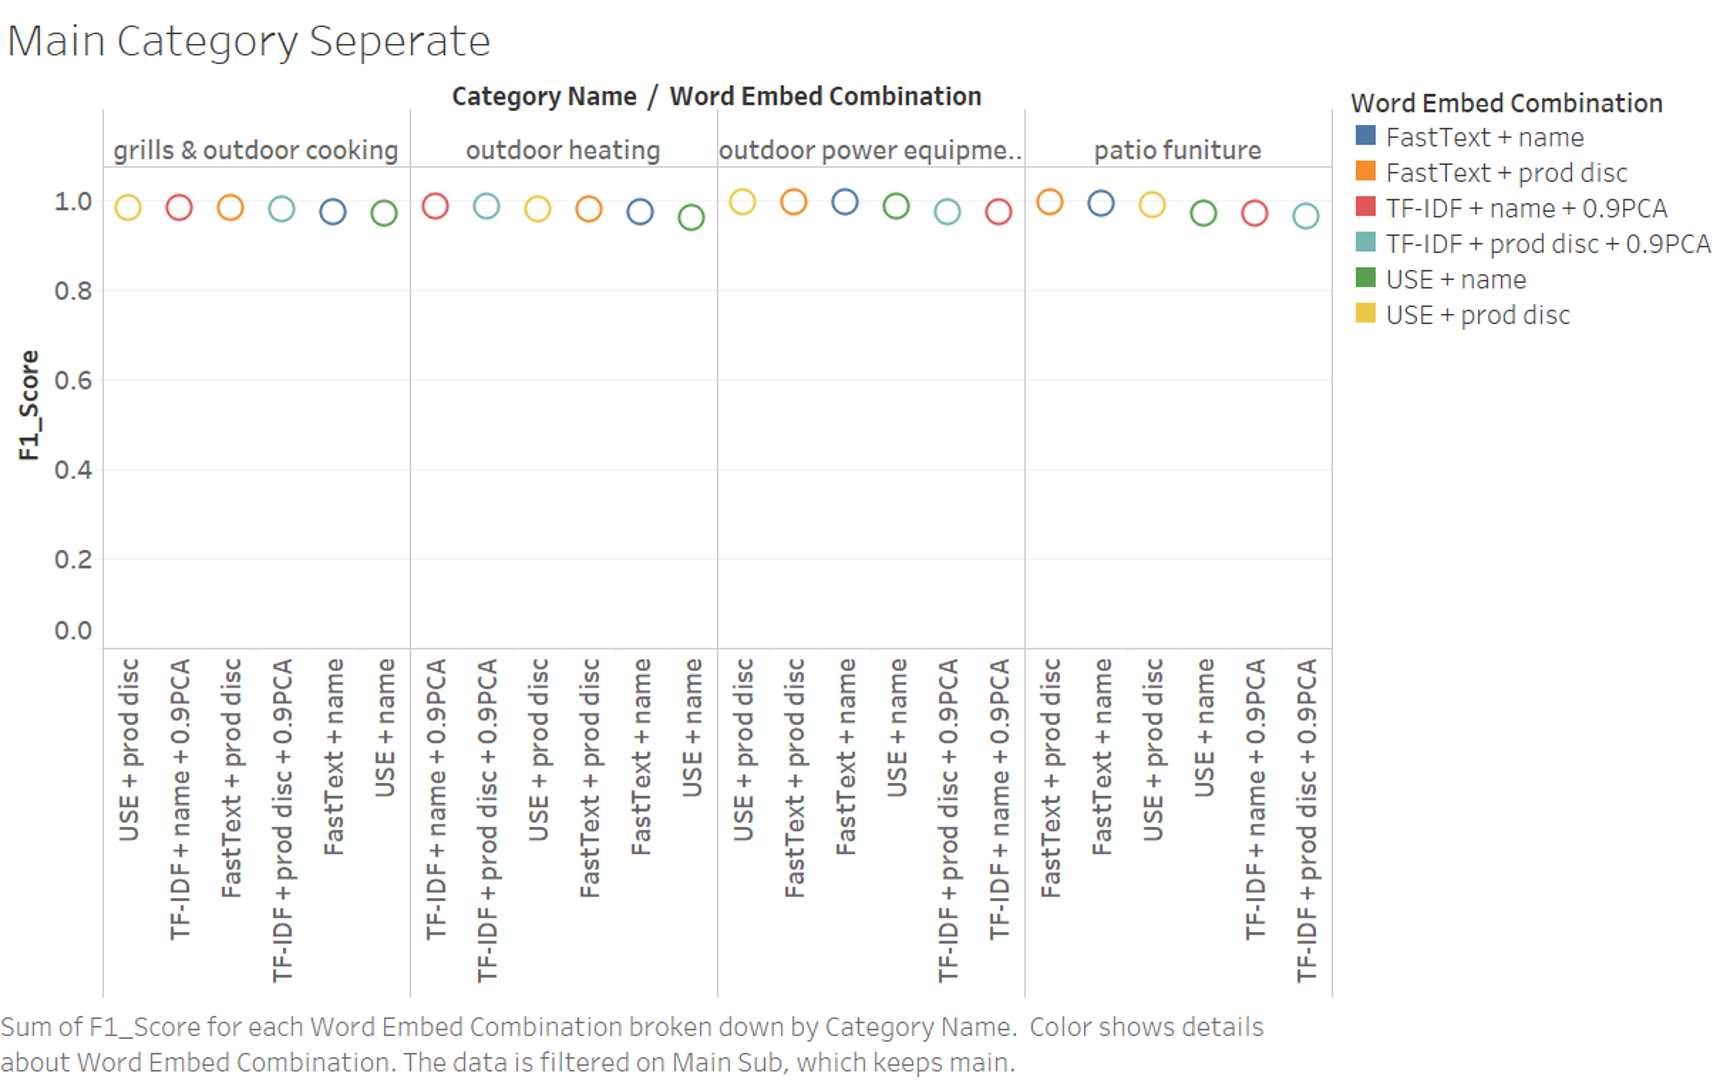 Main Category Seperate
Category Name / Word Embed Combination
grills & outdoor cooking
outdoor heating
outdoor power equipme..
patio funiture
1.0
0.8
0.6
0.4
0.2
0.0
F1_Score
USE + prod disc
TF-IDF + name + 0.9PCA
FastText + prod disc
TF-IDF + prod disc + 0.9PCA
FastText + name
USE + name
TF-IDF + name + 0.9PCA
TF-IDF + prod disc + 0.9PCA
USE + prod disc
FastText + prod disc
FastText + name
USE + name
USE + prod disc
FastText + prod disc
FastText + name
USE + name
TF-IDF + prod disc + 0.9PCA
TF-IDF + name + 0.9PCA
FastText + prod disc
FastText + name
USE + prod disc
USE + name
TF-IDF + name + 0.9PCA
TF-IDF + prod disc + 0.9PCA
Word Embed Combination
FastText + name
FastText + prod disc
TF-IDF + name + 0.9PCA
TF-IDF + prod disc + 0.9PCA
USE + name
USE + prod disc
Sum of F1_Score for each Word Embed Combination broken down by Category Name.  Color shows details
about Word Embed Combination. The data is filtered on Main Sub, which keeps main.